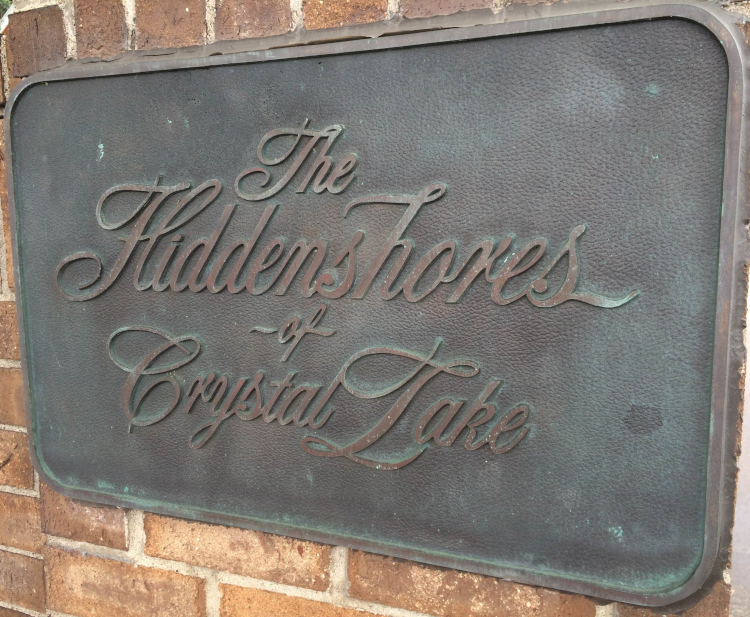 The
Hiddenshores
of
Crystal Lake